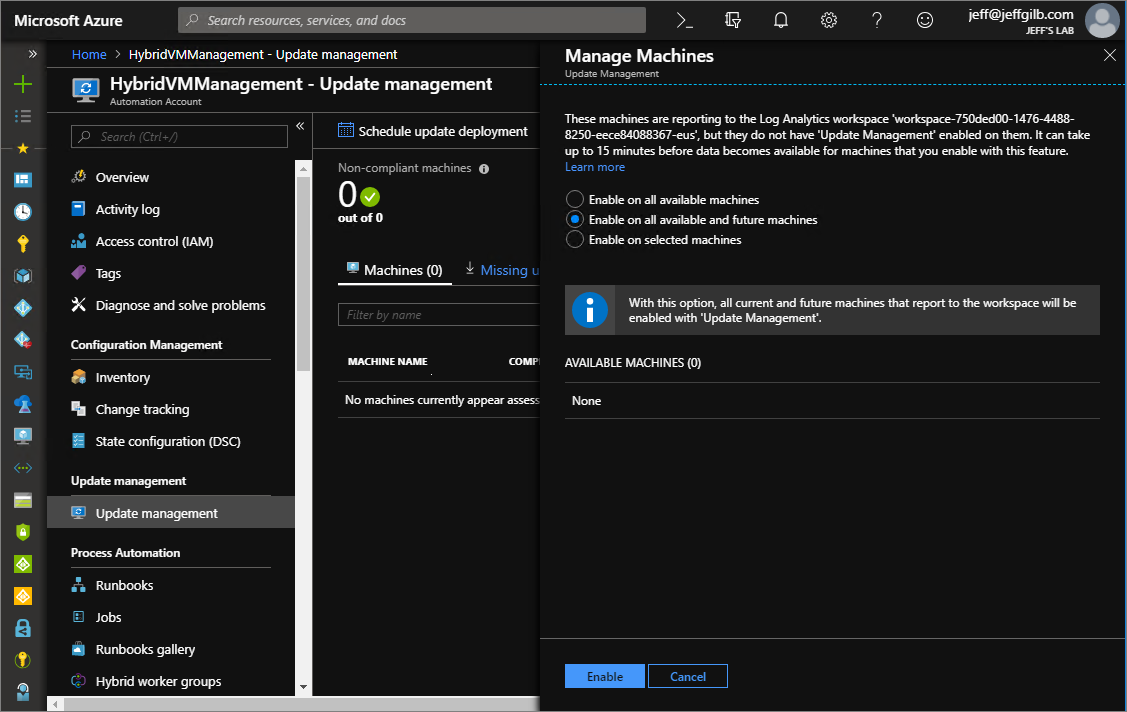 Microsoft Azure
Search resources, services, and docs
jeff@jeffgilb.com
JEFF'S LAB
Home > HybridVMManagement - Update management
HybridVMManagement - Update management
Automation Account
Search (Ctrl+/)
Overview
Activity log
Access control (IAM)
Tags
Diagnose and solve problems
Configuration Management
Inventory
Change tracking
State configuration (DSC)
Update management
Update management
Process Automation
Runbooks
Jobs
Runbooks gallery
Hybrid worker groups
Schedule update deployment
Non-compliant machines
0
out of 0
Machines (0)
Missing u
Filter by name
MACHINE NAME
COMP
No machines currently appear assess
Manage Machines
Update Management
These machines are reporting to the Log Analytics workspace 'workspace-750ded00-1476-4488-
8250-eece84088367-eus', but they do not have 'Update Management' enabled on them. It can take
up to 15 minutes before data becomes available for machines that you enable with this feature.
Learn more
Enable on all available machines
Enable on all available and future machines
Enable on selected machines
With this option, all current and future machines that report to the workspace will be
enabled with 'Update Management'.
AVAILABLE MACHINES (0)
None
Enable
Cancel